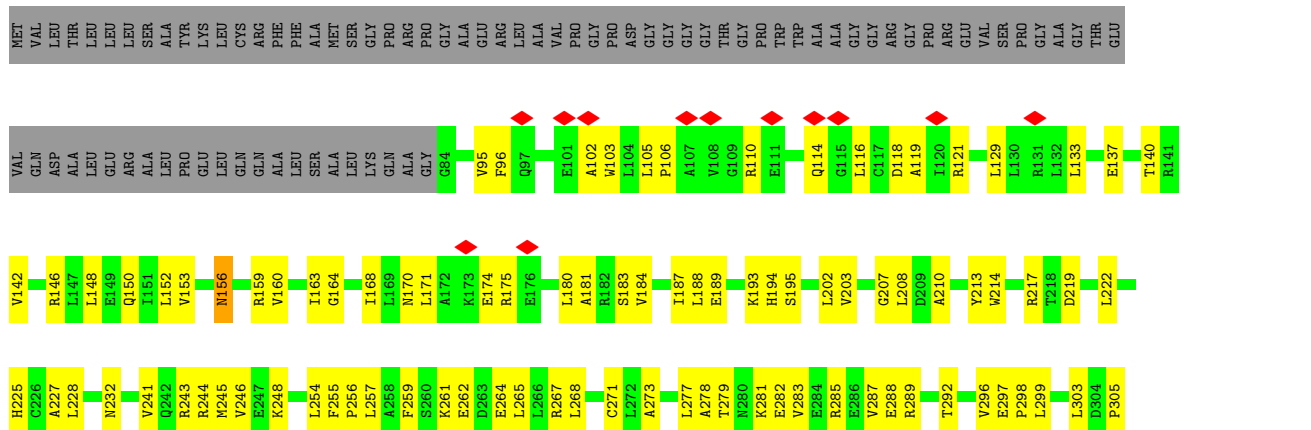 MET VAL LEU THR LEU LEU LEU SER ALA TYR LYS LEU CYS ARG PHE PHE ALA MET SER GLY PRO ARG PRO GLY ALA GLU ARG LEU ALA VAL PRO GLY PRO ASP GLY GLY GLY GLY THR GLY PRO TRP TRP ALA ALA GLY GLY ARG GLY PRO ARG GLU VAL SER PRO GLY ALA GLY THR GLU
VAL GLN ASP ALA LEU GLU ARG ALA LEU PRO GLU LEU GLN GLN ALA LEU SER ALA LEU LYS GLN ALA GLY G84 V95 F96 Q97 E101 A102 W103 L104 L105 P106 A107 V108 G109 R110 E111 Q114 G115 L116 C117 D118 A119 I120 R121 L129 L130 R131 L132 L133 E137 T140 R141
V142 R146 L147 L148 E149 Q150 I151 L152 V153 N156 R159 V160 I163 G164 I168 L169 N170 L171 A172 K173 E174 R175 E176 L180 A181 R182 S183 V184 I187 L188 E189 K193 H194 S195 L202 V203 G207 L208 D209 A210 Y213 W214 R217 T218 D219 L222
H225 C226 A227 L228 N232 V241 Q242 R243 R244 M245 V246 E247 K248 L254 F255 P256 L257 A258 F259 S260 K261 E262 D263 E264 L265 L266 R267 L268 C271 L272 A273 L277 A278 T279 N280 K281 E282 V283 E284 R285 E286 V287 E288 R289 T292 V296 E297 P298 L299 L303 D304 P305